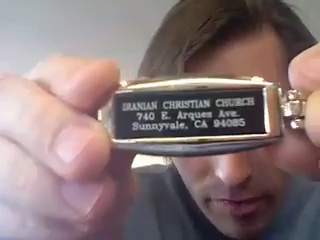 IRANIAN CHRISTIAN CHURCH
740 E. Arques Ave.
Sunnyvale, CA 94085